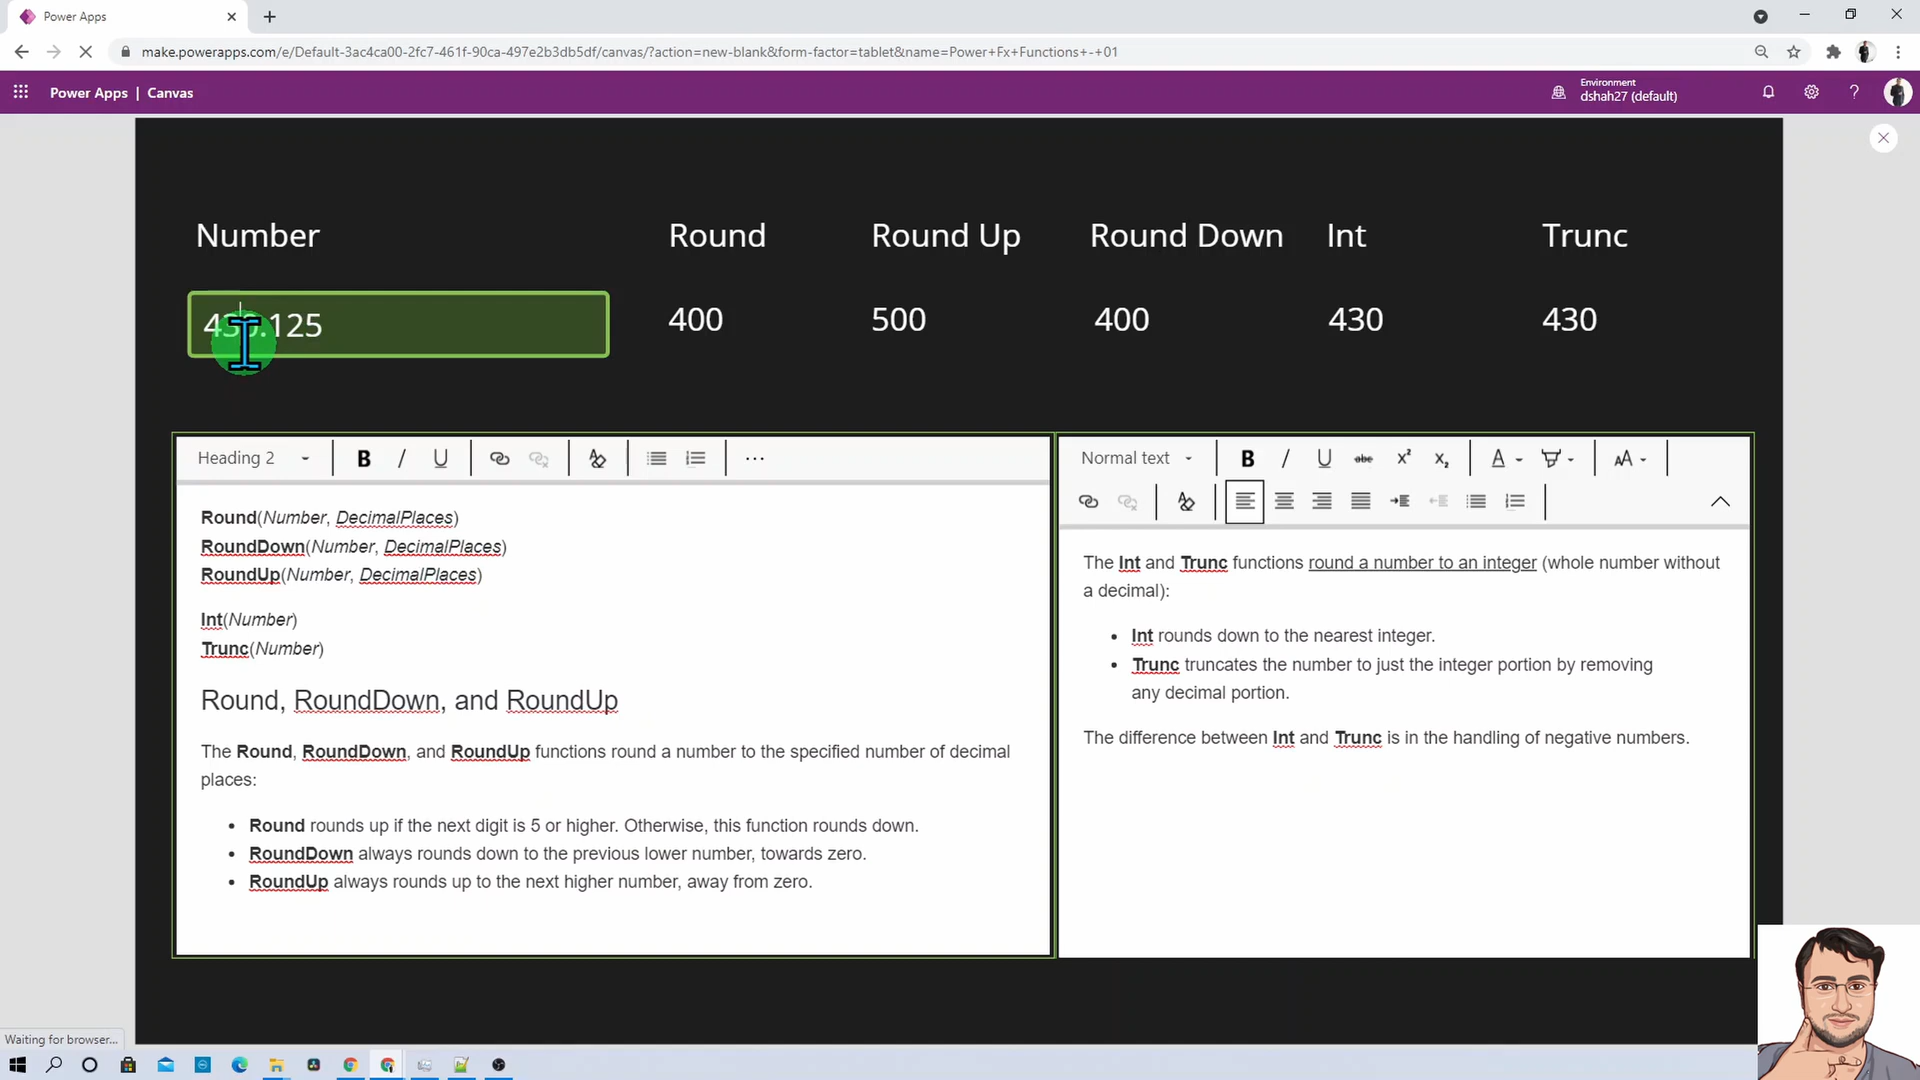 Power Apps
make.powerapps.com/e/Default-3ac4ca00-2fc7-461f-90ca-497e2b3db5df/canvas/?action=new-blank&form-factor=tablet&name=Power+Fx+Functions+-+01
Power Apps | Canvas
Environment
dshah27 (default)
Number Round Round Up Round Down Int Trunc
430.125 400 500 400 430 430
Heading 2
Round(Number, DecimalPlaces)
RoundDown(Number, DecimalPlaces)
RoundUp(Number, DecimalPlaces)
Int(Number)
Trunc(Number)
Round, RoundDown, and RoundUp
The Round, RoundDown, and RoundUp functions round a number to the specified number of decimal
places:
• Round rounds up if the next digit is 5 or higher. Otherwise, this function rounds down.
• RoundDown always rounds down to the previous lower number, towards zero.
• RoundUp always rounds up to the next higher number, away from zero.
Normal text
The Int and Trunc functions round a number to an integer (whole number without
a decimal):
• Int rounds down to the nearest integer.
• Trunc truncates the number to just the integer portion by removing
any decimal portion.
The difference between Int and Trunc is in the handling of negative numbers.
Waiting for browser...